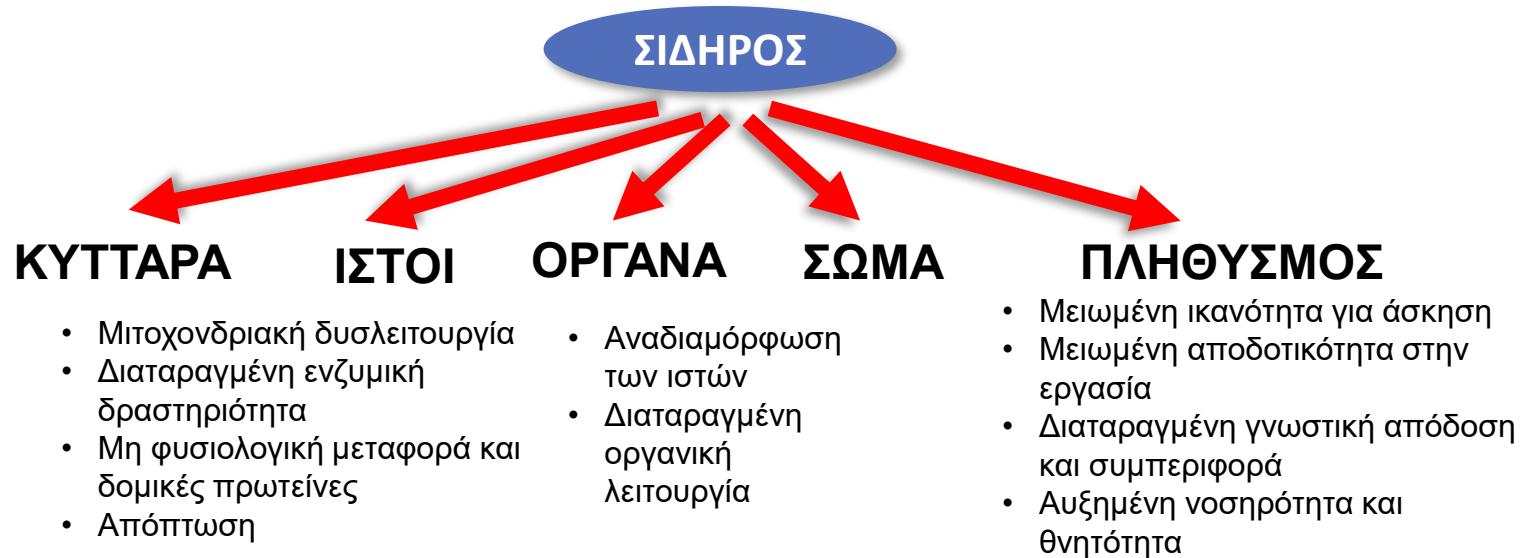 ΣΙΔΗΡΟΣ
ΚΥΤΤΑΡΑ
ΙΣΤΟΙ
ΟΡΓΑΝΑ
ΣΩΜΑ
ΠΛΗΘΥΣΜΟΣ
• Μιτοχονδριακή δυσλειτουργία
• Διαταραγμένη ενζυμική
δραστηριότητα
• Μη φυσιολογική μεταφορά και
δομικές πρωτείνες
• Απόπτωση
• Αναδιαμόρφωση
των ιστών
• Διαταραγμένη
οργανική
λειτουργία
• Μειωμένη ικανότητα για άσκηση
• Μειωμένη αποδοτικότητα στην
εργασία
• Διαταραγμένη γνωστική απόδοση
και συμπεριφορά
• Αυξημένη νοσηρότητα και
θνητότητα